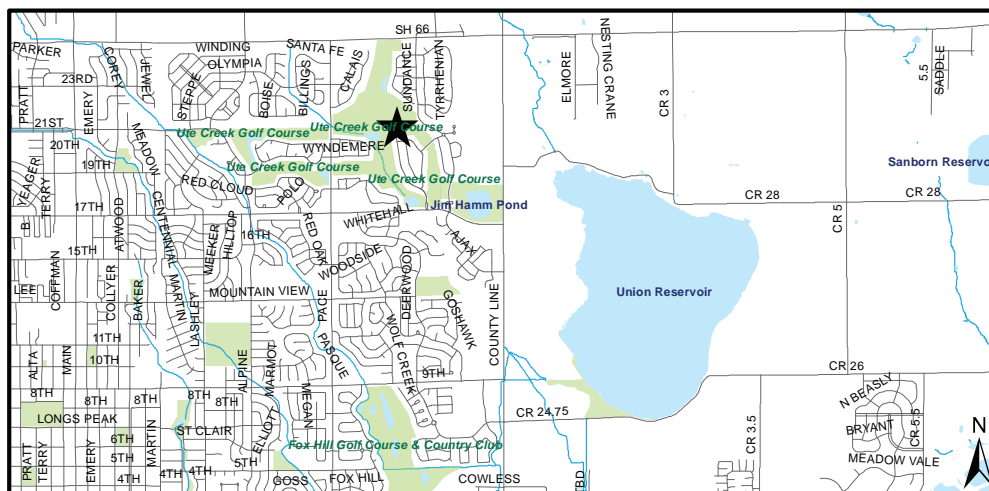 SH 66
PARKER
COREY
JEWEL
WINDING
OLYMPIA
SANTA FE
CALAIS
SUNDANCE
TYRRHENIAN
ELMORE
NESTING CRANE
CR 3
5.5
SADDLE
23RD
PRATT
EMERY
STEPPE
BOISE
BILLINGS
21ST
20TH
19TH
MEADOW
Ute Creek Golf Course
Ute Creek Golf Course
WYNDEMERE
Ute Creek Golf Course
Ute Creek Golf Course
Sanborn Reservo
YEAGER
TERRY
17TH
B
ATWOOD
CENTENNIAL
RED CLOUD
POLO
Jim Hamm Pond
CR 28
CR 28
CR 5
WHITEHALL
15TH
MEEKER
HILLTOP
16TH
RED OAK
WOODSIDE
AJAX
LEE
COFFMAN
COLLYER
BAKER
MARTIN
MOUNTAIN VIEW
PACE
DEERWOOD
GOSHAWK
COUNTY LINE
Union Reservoir
11TH
10TH
LASHLEY
ALTA
MAIN
ALPINE
MARMOT
PASQUE
WOLF CREEK
9TH
CR 26
8TH
8TH
8TH
8TH
8TH
LONGS PEAK
MEGAN
CR 24.75
N BEASLY
BRYANT
CR 5.5
CR 3.5
MEADOW VALE
ST CLAIR
ELLIOTT
Fox Hill Golf Course & Country Club
PRATT
TERRY
EMERY
6TH
5TH
4TH
MARTIN
4TH
4TH
5TH
GOSS
FOX HILL
COWLESS
BD
N